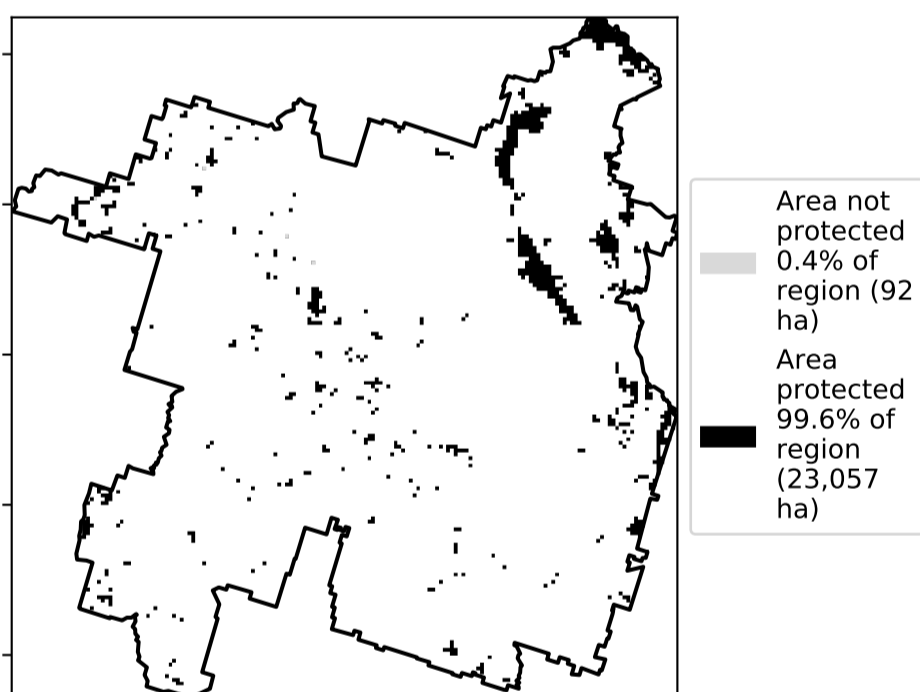 Area not
protected
0.4% of
region (92
ha)
Area
protected
99.6% of
region
(23,057
ha)